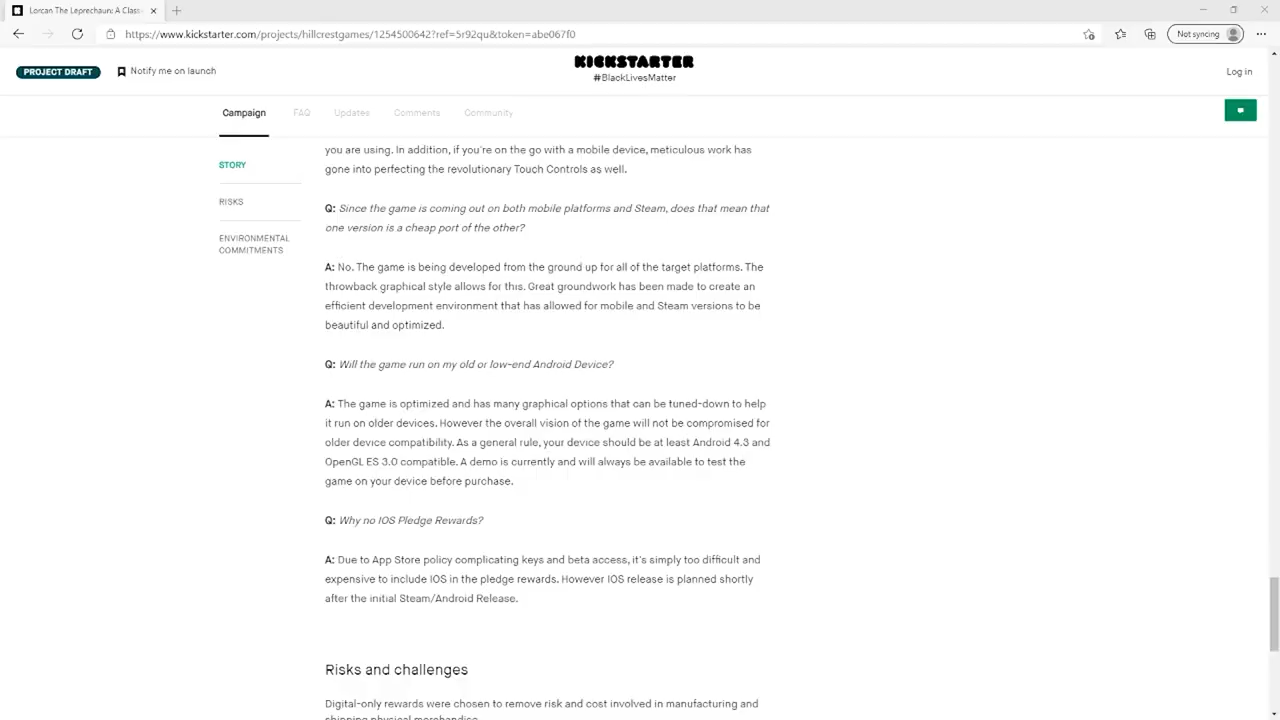 Lorcan The Leprechaun: A Class
https://www.kickstarter.com/projects/hillcrestgames/1254500642?ref=5r92qu&token=abe067f0
Not syncing
PROJECT DRAFT
Notify me on launch
KICKSTARTER
#BlackLivesMatter
Log in
Campaign
FAQ
Updates
Comments
Community
STORY
RISKS
ENVIRONMENTAL
COMMITMENTS
you are using. In addition, if you're on the go with a mobile device, meticulous work has
gone into perfecting the revolutionary Touch Controls as well.
Q: Since the game is coming out on both mobile platforms and Steam, does that mean that
one version is a cheap port of the other?
A: No. The game is being developed from the ground up for all of the target platforms. The
throwback graphical style allows for this. Great groundwork has been made to create an
efficient development environment that has allowed for mobile and Steam versions to be
beautiful and optimized.
Q: Will the game run on my old or low-end Android Device?
A: The game is optimized and has many graphical options that can be tuned-down to help
it run on older devices. However the overall vision of the game will not be compromised for
older device compatibility. As a general rule, your device should be at least Android 4.3 and
OpenGL ES 3.0 compatible. A demo is currently and will always be available to test the
game on your device before purchase.
Q: Why no IOS Pledge Rewards?
A: Due to App Store policy complicating keys and beta access, it's simply too difficult and
expensive to include IOS in the pledge rewards. However IOS release is planned shortly
after the initial Steam/Android Release.
Risks and challenges
Digital-only rewards were chosen to remove risk and cost involved in manufacturing and
shipping physical merchandise.